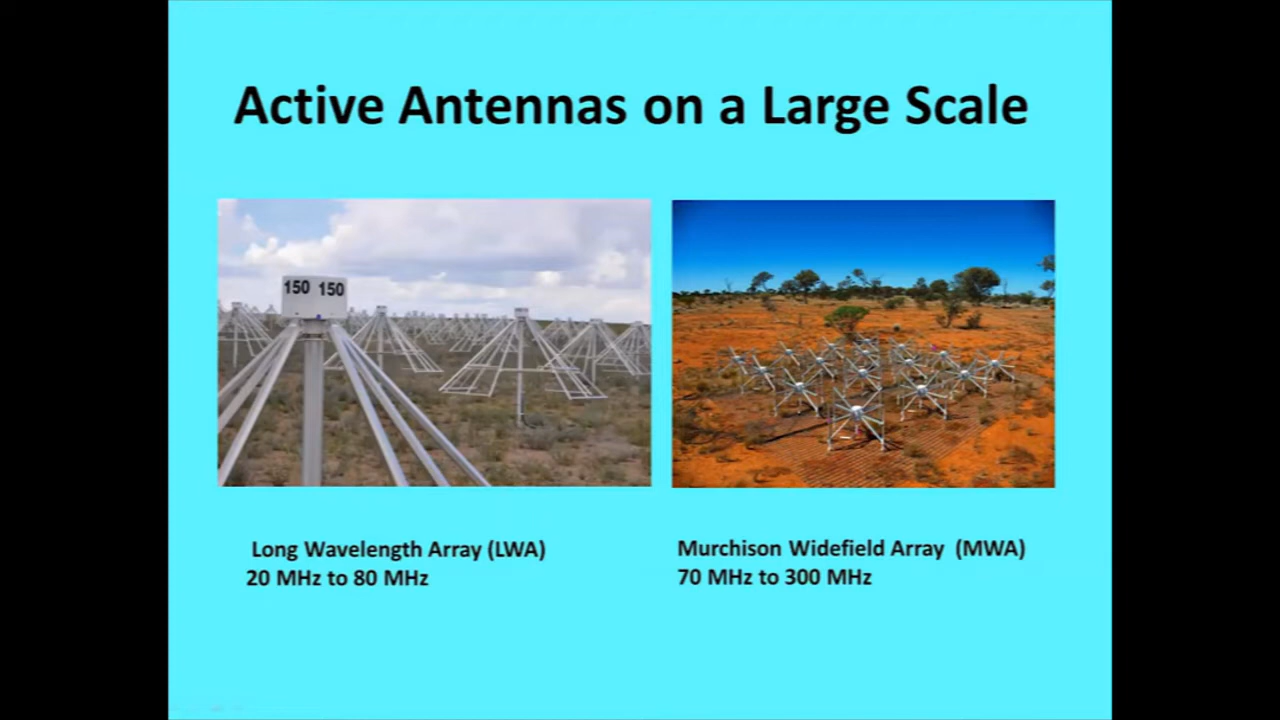 Active Antennas on a Large Scale
150 150
Long Wavelength Array (LWA)
20 MHz to 80 MHz
Murchison Widefield Array (MWA)
70 MHz to 300 MHz